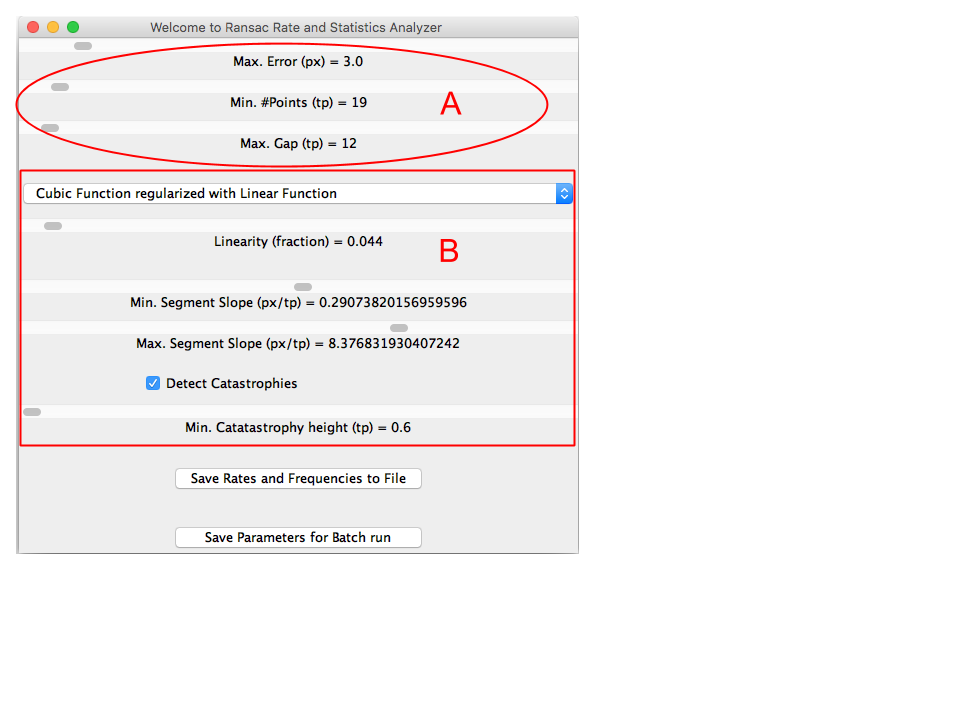 Welcome to Ransac Rate and Statistics Analyzer
Max. Error (px) = 3.0
Min. #Points (tp) = 19
A
Max. Gap (tp) = 12
Cubic Function regularized with Linear Function
Linearity (fraction) = 0.044
B
Min. Segment Slope (px/tp) = 0.29073820156959596
Max. Segment Slope (px/tp) = 8.376831930407242
Detect Catastrophies
Min. Catatastrophy height (tp) = 0.6
Save Rates and Frequencies to File
Save Parameters for Batch run